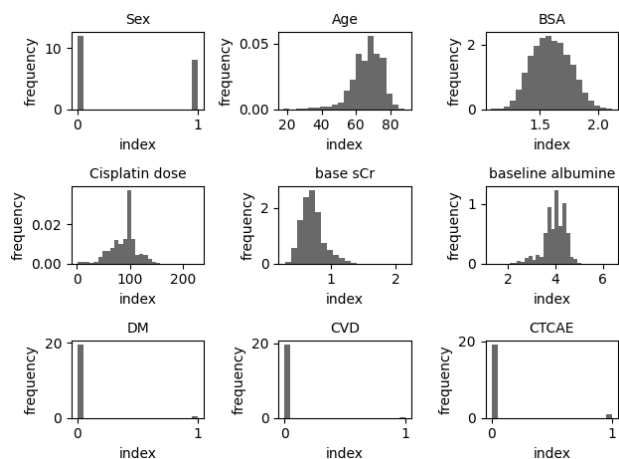 Sex
frequency
10
0
0
1
index
Age
frequency
0.05
0.00
20
40
60
80
index
BSA
frequency
2
0
1.5
2.0
index
Cisplatin dose
frequency
0.02
0.00
0
100
200
index
base sCr
frequency
2
0
1
2
index
baseline albumine
frequency
1
0
2
4
6
index
DM
frequency
20
0
0
1
index
CVD
frequency
20
0
0
1
index
CTCAE
frequency
20
0
0
1
index